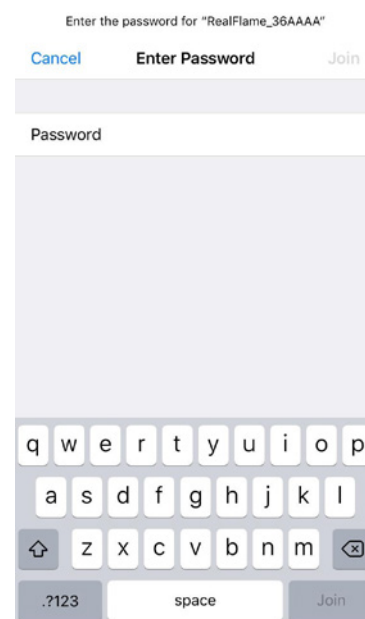 Enter the password for “RealFlame_36AAAA”
Cancel Enter Password Join
Password
q w e r t y u i o p
a s d f g h j k l
z x c v b n m
.?123 space Join